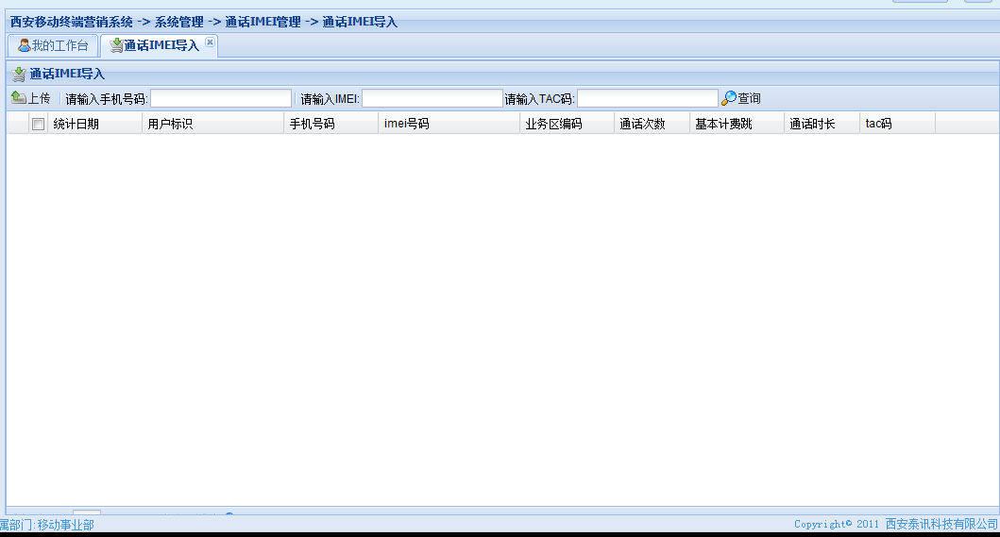 西安移动终端营销系统 -> 系统管理 -> 通话IMEI管理 -> 通话IMEI导入
我的工作台 通话IMEI导入
通话IMEI导入
上传 请输入手机号码: 请输入IMEI: 请输入TAC码: 查询
统计日期 用户标识 手机号码 imei号码 业务区编码 通话次数 基本计费跳 通话时长 tac码
属部门:移动事业部 Copyright© 2011 西安泰讯科技有限公司